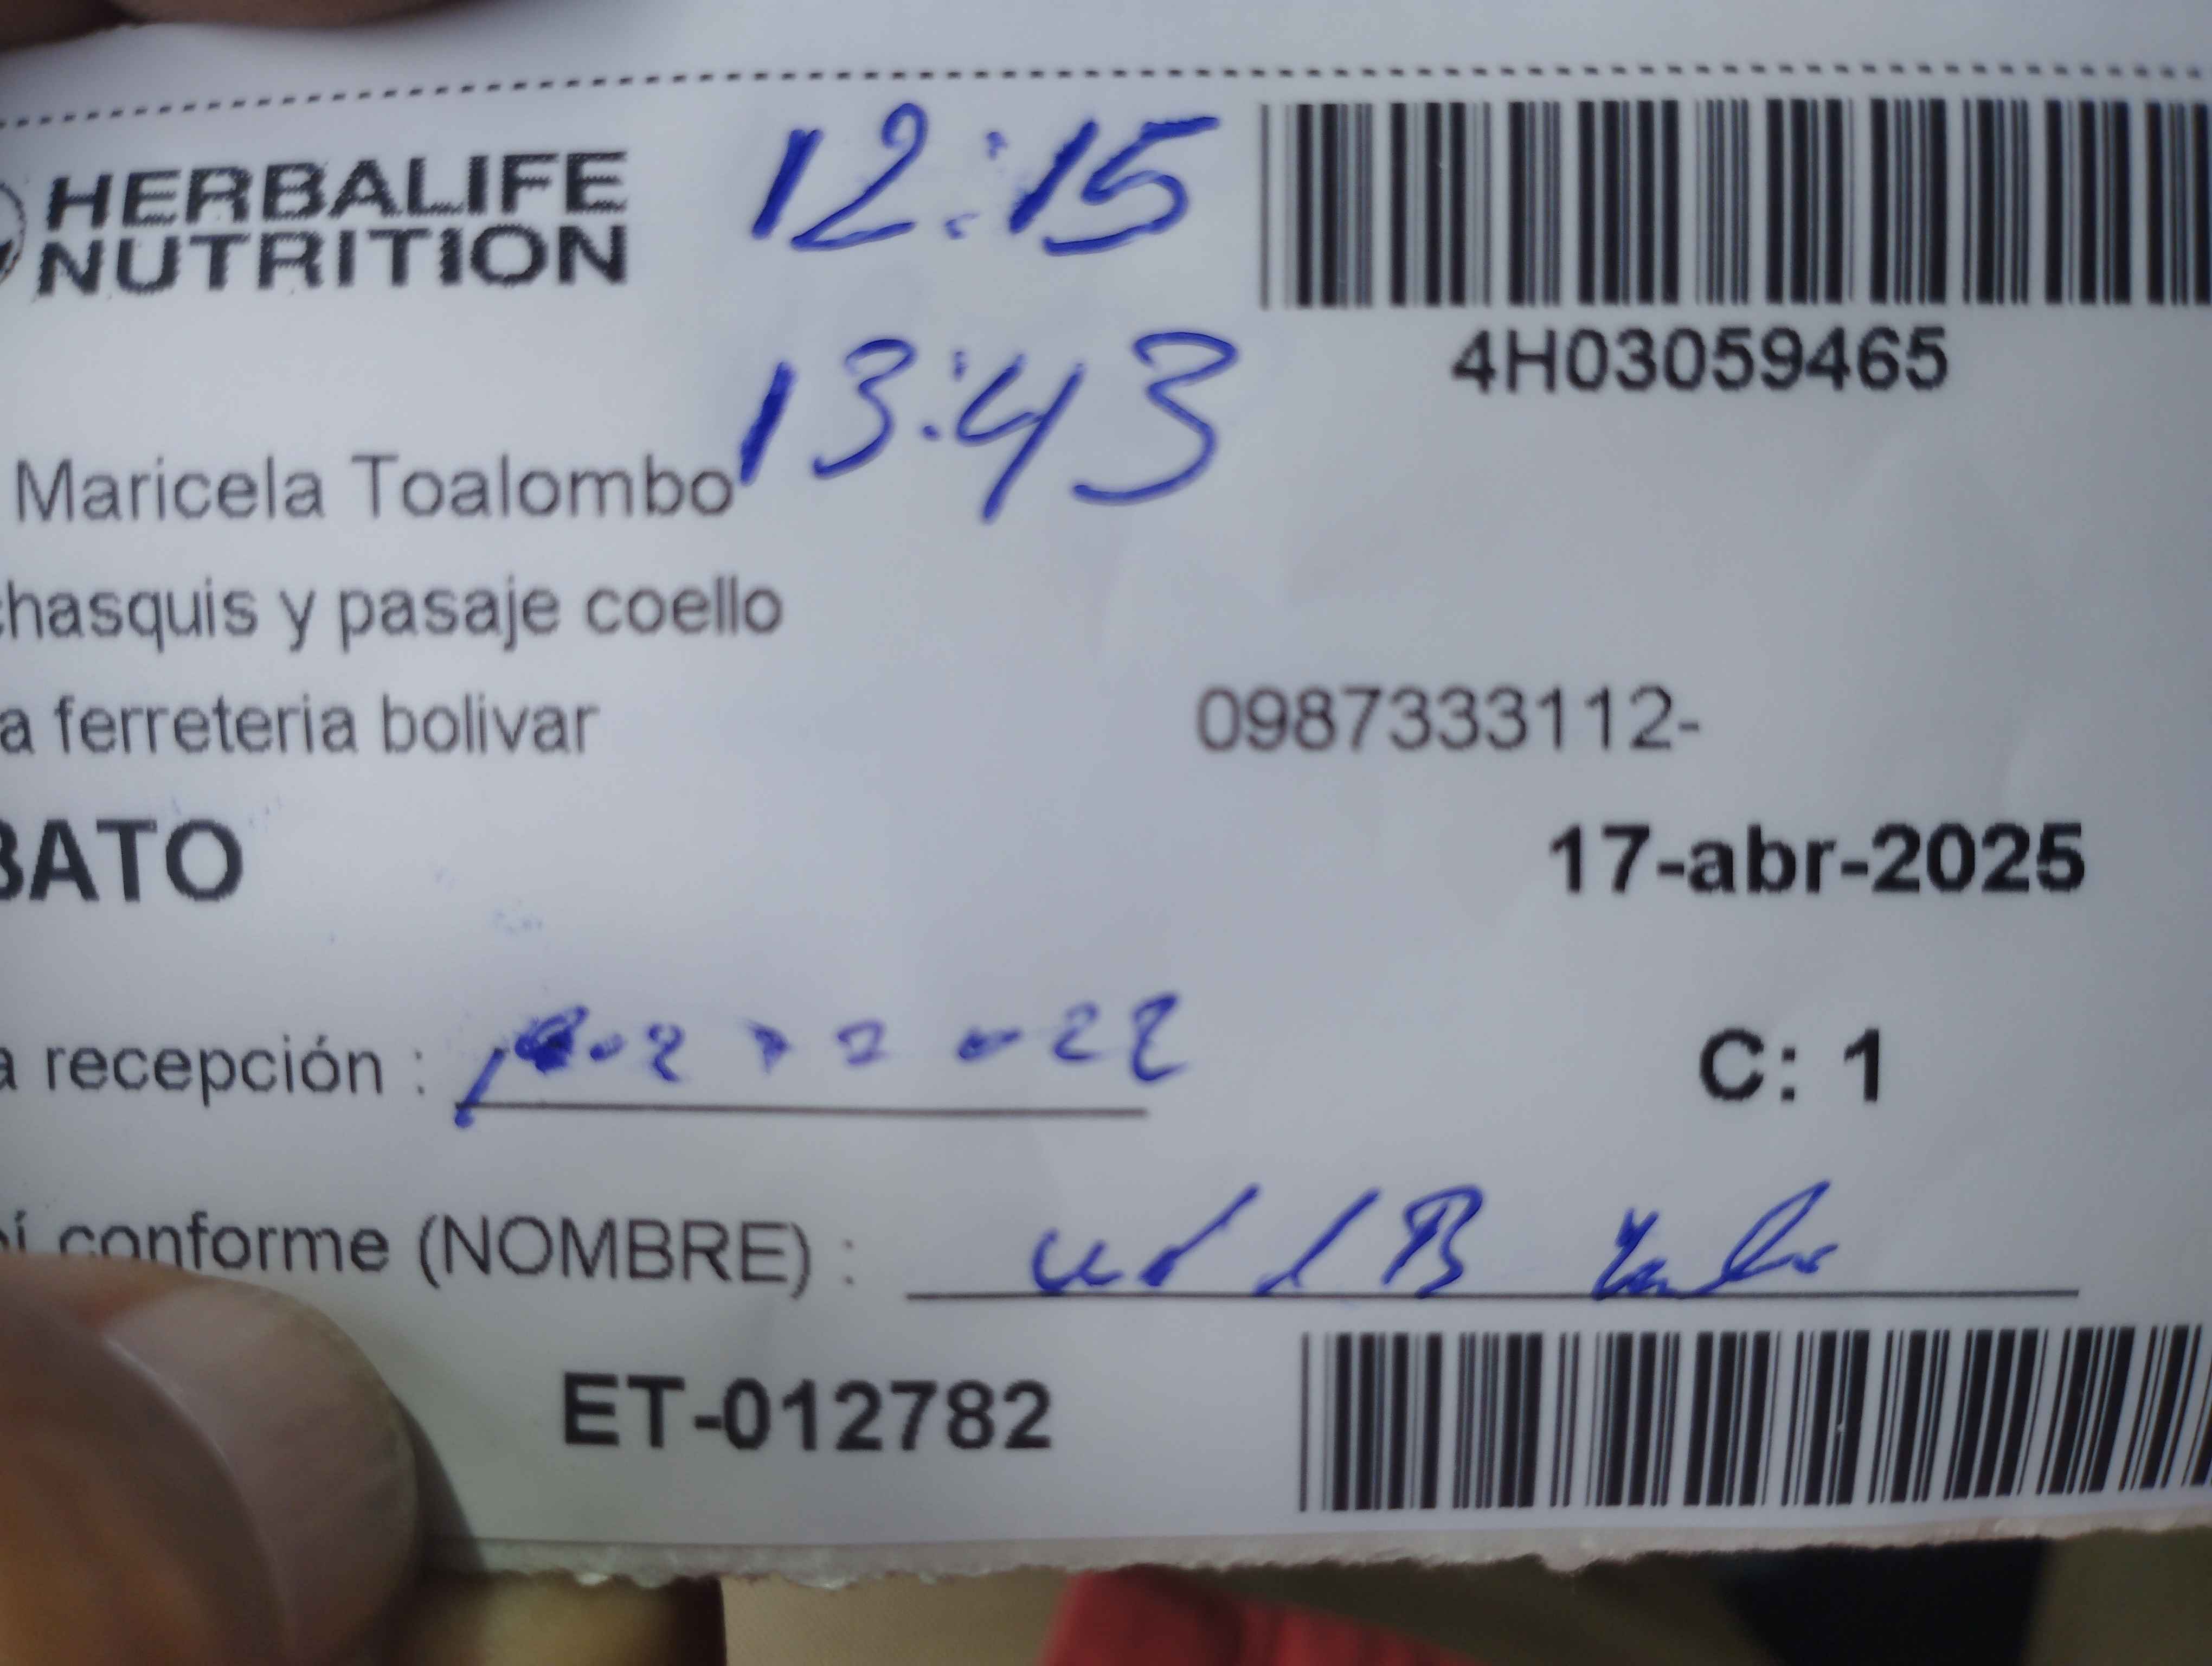 HERBALIFE
NUTRITION
12:15
13:43
4H03059465
Maricela Toalombo
chasquis y pasaje coello
a ferreteria bolivar
0987333112-
BATO
17-abr-2025
a recepción :
C: 1
conforme (NOMBRE) :
ET-012782